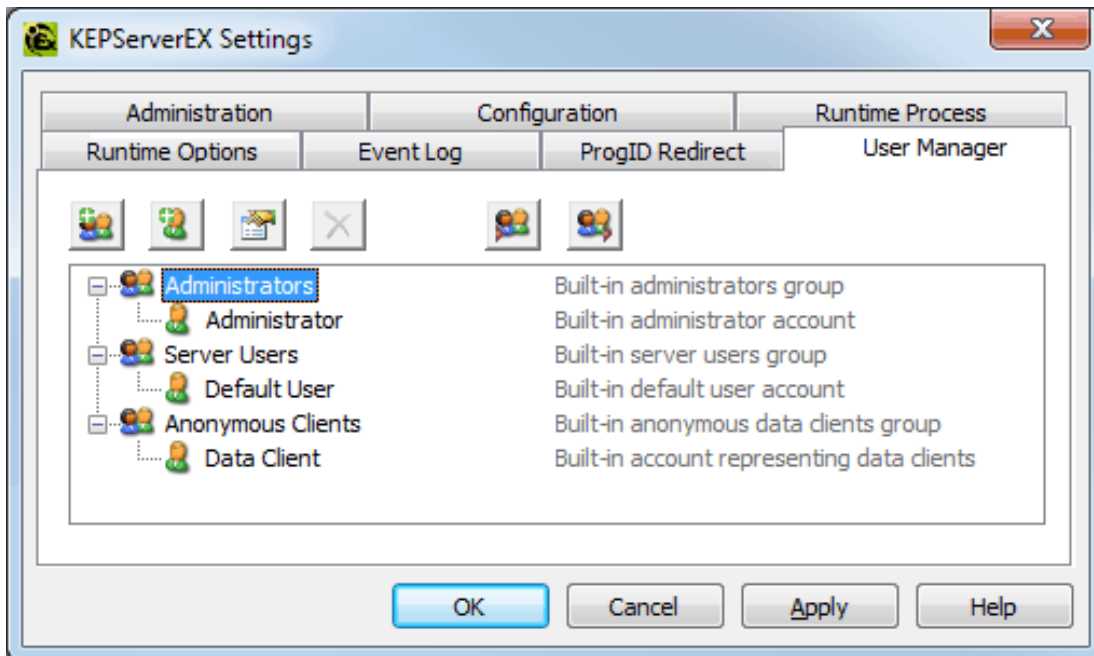 KEPServerEX Settings
Administration Configuration Runtime Process
Runtime Options Event Log ProgID Redirect User Manager
Administrators Built-in administrators group
Administrator Built-in administrator account
Server Users Built-in server users group
Default User Built-in default user account
Anonymous Clients Built-in anonymous data clients group
Data Client Built-in account representing data clients
OK Cancel Apply Help